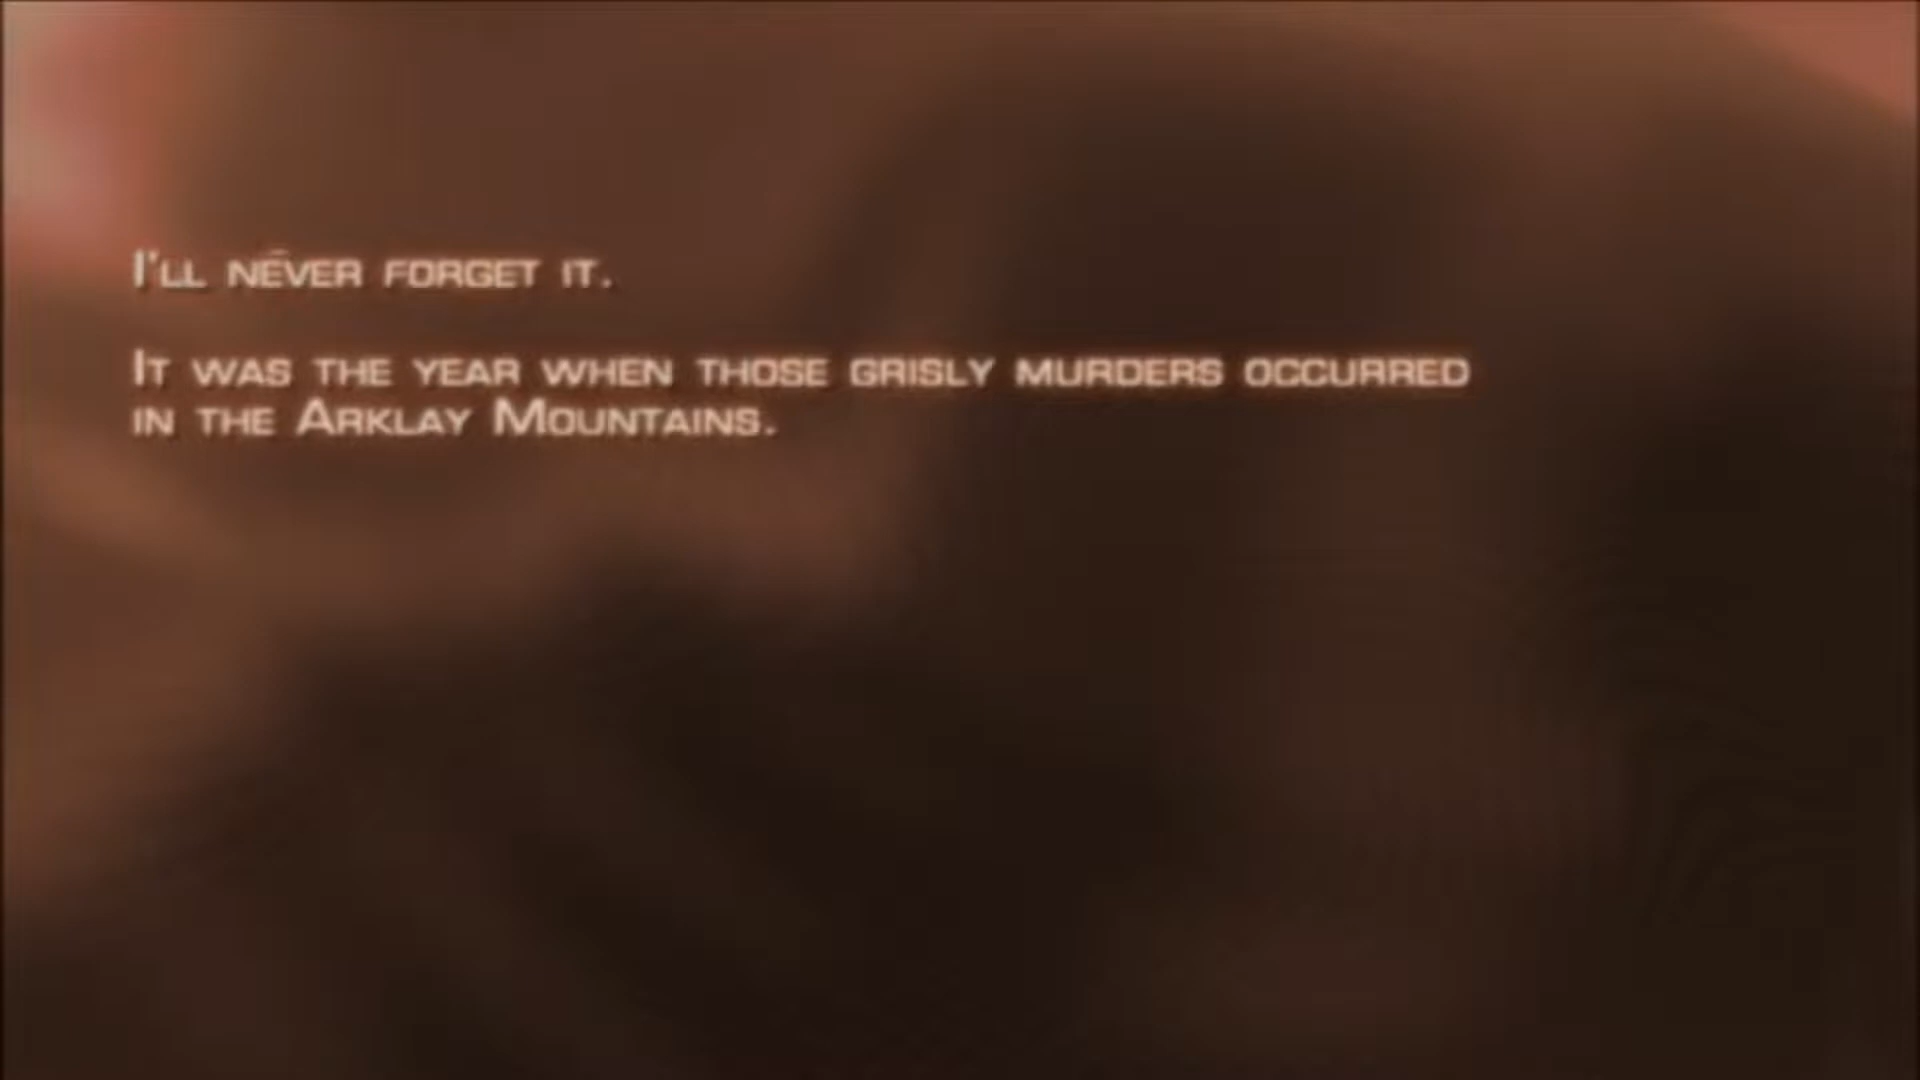 I'll never forget it.
It was the year when those grisly murders occurred
in the Arklay Mountains.